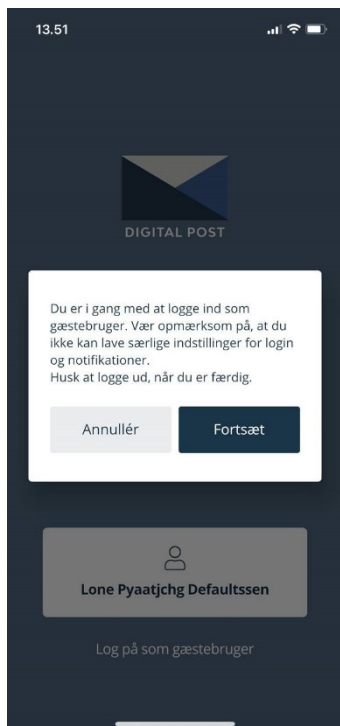 13.51
DIGITAL POST
Du er i gang med at logge ind som
gæstebruger. Vær opmærksom på, at du
ikke kan lave særlige indstillinger for login
og notifikationer.
Husk at logge ud, når du er færdig.
Annullér
Fortsæt
Lone Pyaatjchg Defaultssen
Log på som gæstebruger